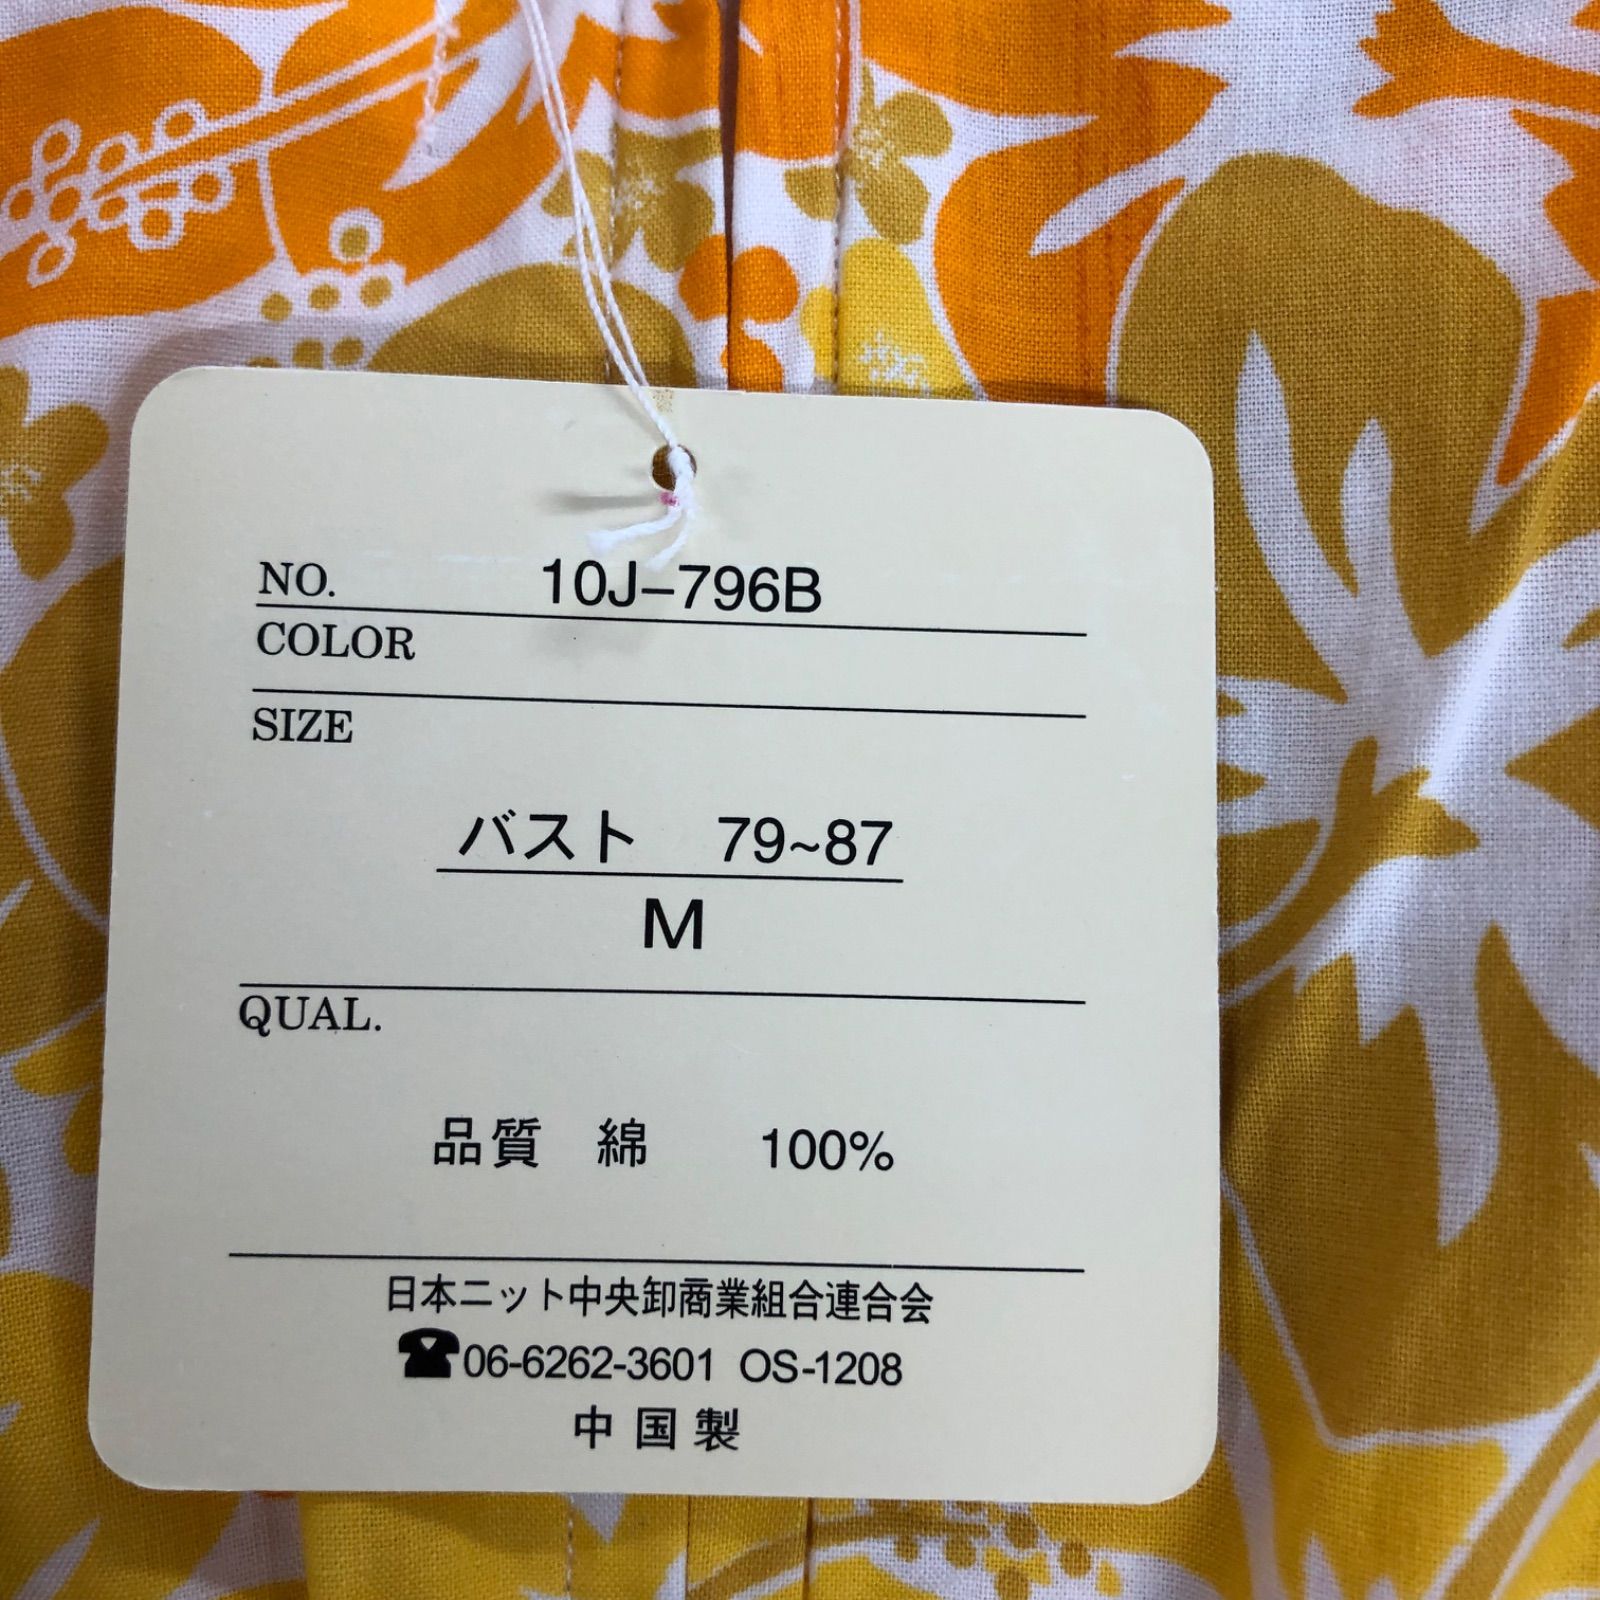 NO. 10J-796B
COLOR
SIZE
バスト 79~87
M
QUAL.
品質 綿 100%
日本ニット中央卸商業組合連合会
☎06-6262-3601 OS-1208
中国製